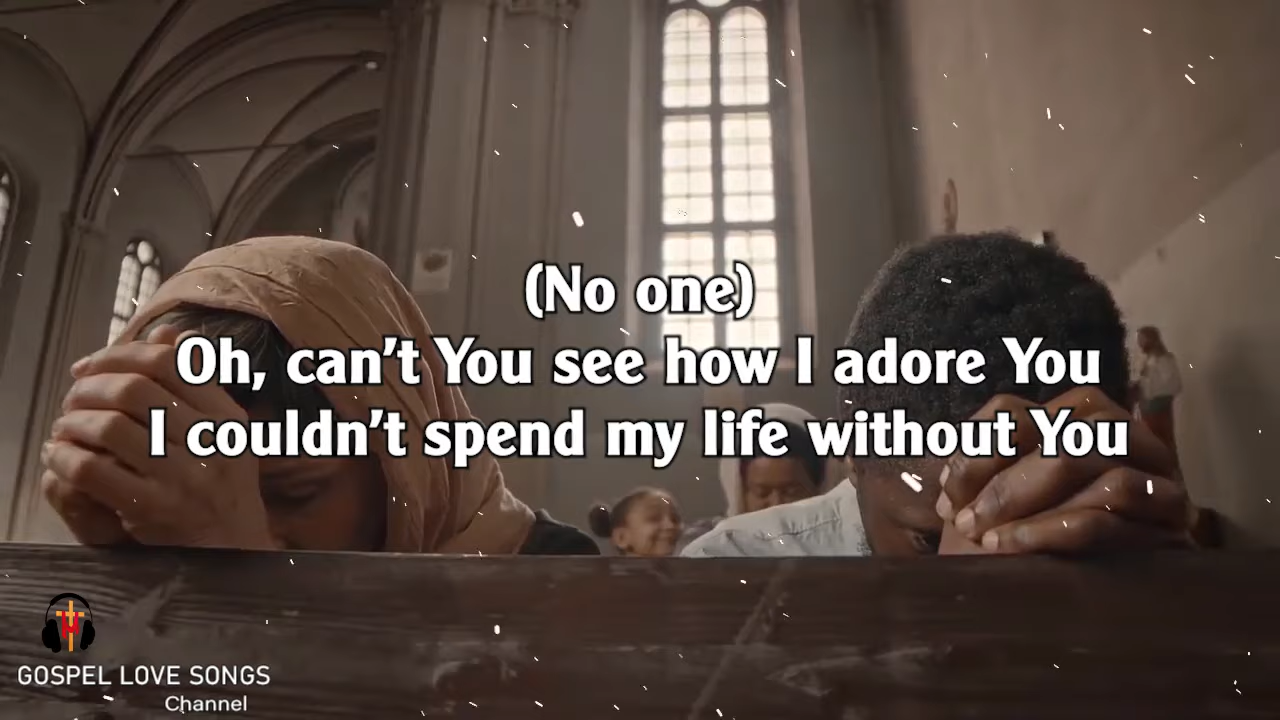 (No one)
Oh, can't You see how I adore You
I couldn't spend my life without You
GOSPEL LOVE SONGS
Channel